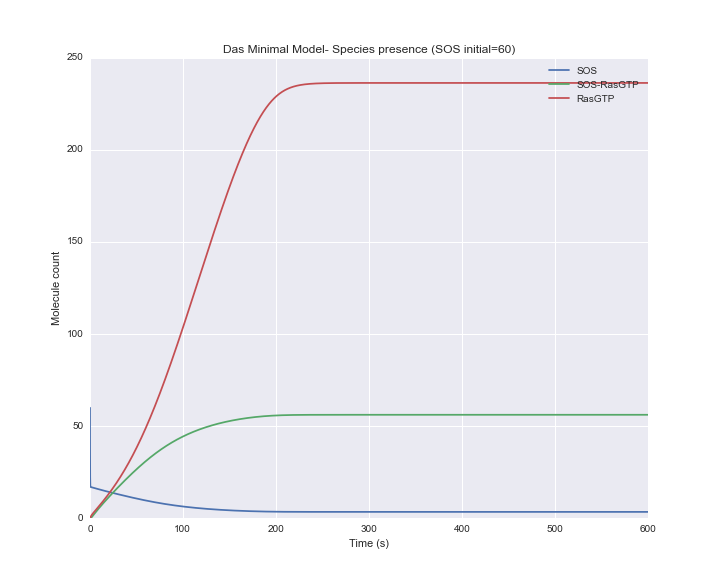 Das Minimal Model- Species presence (SOS initial=60)
250
200
150
100
50
0
Molecule count
SOS
SOS-RasGTP
RasGTP
0 100 200 300 400 500 600
Time (s)